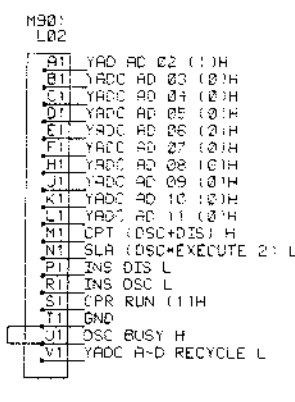 M901
L02
A1 YAD AD 02 (1)H
B1 YADC AD 03 (0)H
C1 YADC AD 04 (0)H
D1 YADC AD 05 (0)H
E1 YADC AD 06 (0)H
F1 YADC AD 07 (0)H
H1 YADC AD 08 (0)H
J1 YADC AD 09 (0)H
K1 YADC AD 10 (0)H
L1 YADC AD 11 (0)H
M1 CPT (OSC+DIS) H
N1 SLA (OSC*EXECUTE 2) L
P1 INS DIS L
R1 INS OSC L
S1 CPR RUN (1)H
T1 GND
U1 OSC BUSY H
V1 YADC A-D RECYCLE L